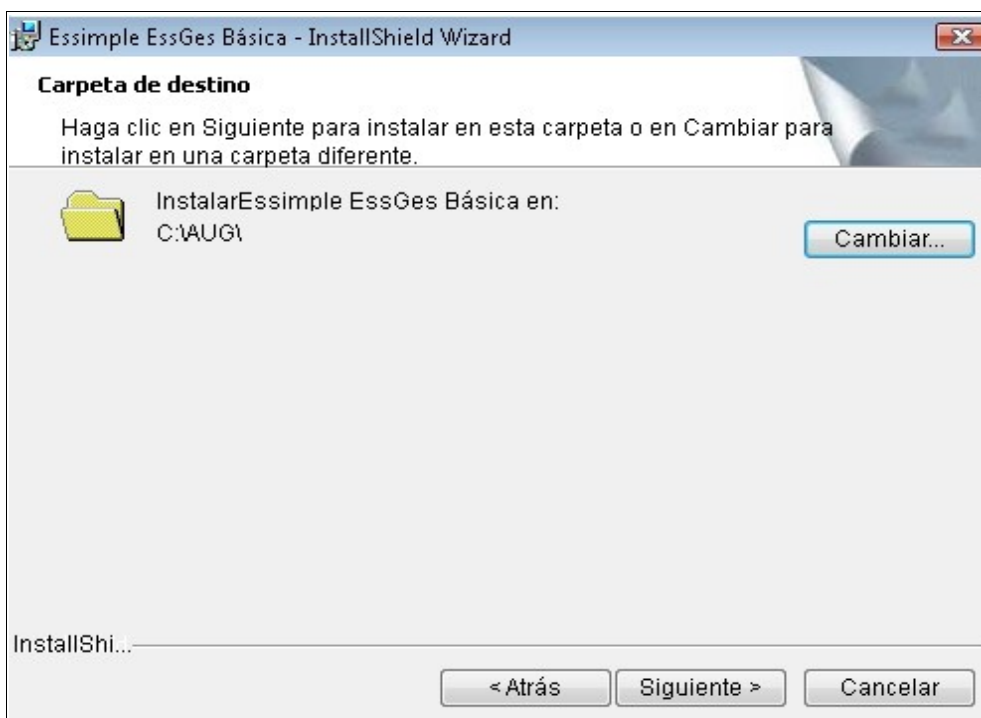 Essimple EssGes Básica - InstallShield Wizard
Carpeta de destino
Haga clic en Siguiente para instalar en esta carpeta o en Cambiar para
instalar en una carpeta diferente.
InstalarEssimple EssGes Básica en:
C:\AUG\
Cambiar...
InstallShi...
< Atrás
Siguiente >
Cancelar